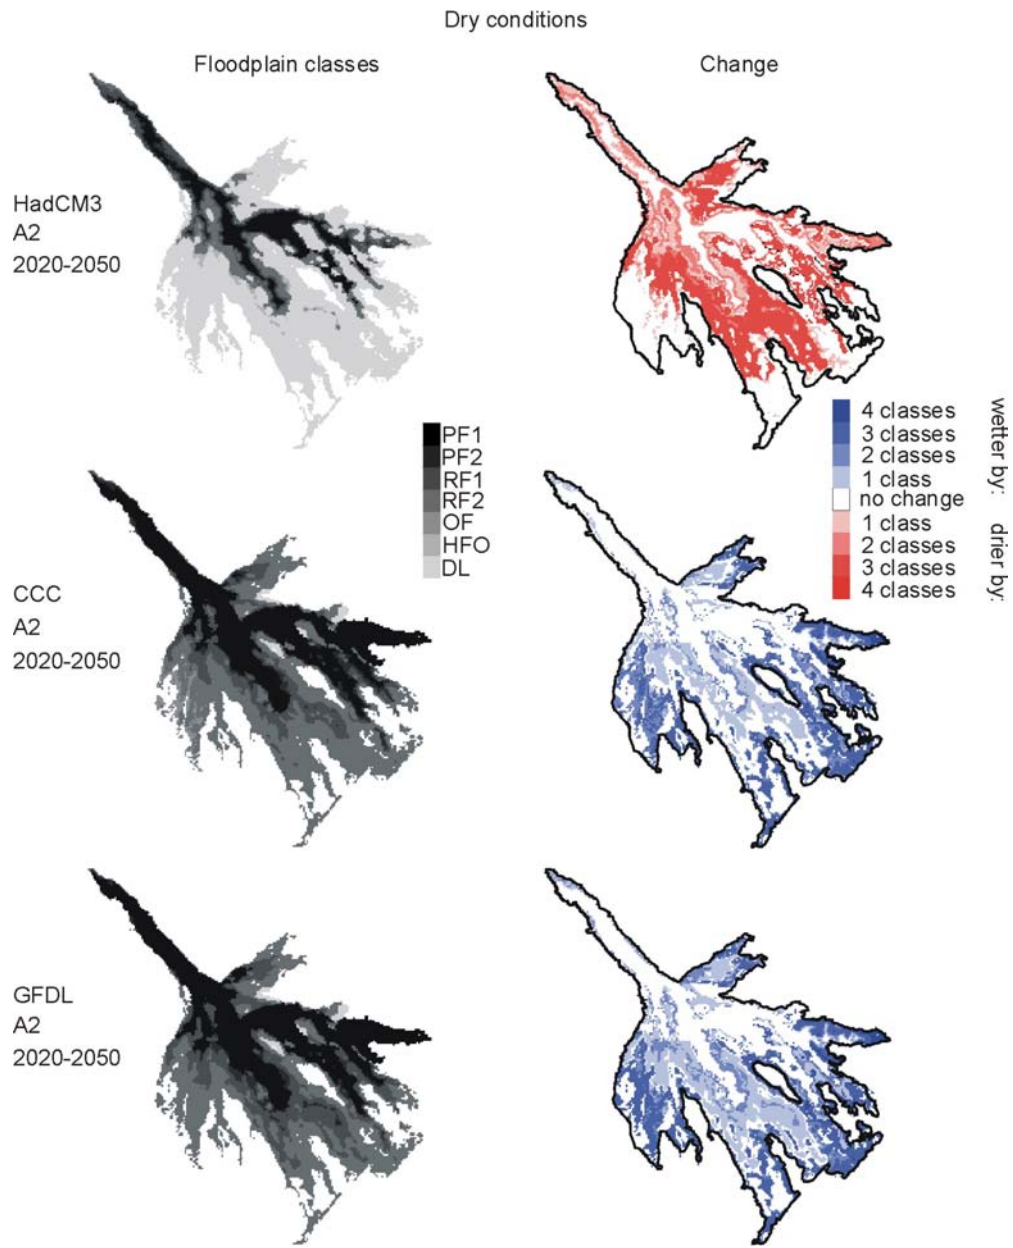 Dry conditions
Floodplain classes
Change
HadCM3
A2
2020-2050
PF1
PF2
RF1
RF2
OF
HFO
DL
4 classes
3 classes
2 classes
1 class
no change
1 class
2 classes
3 classes
4 classes
wetter by:
drier by:
CCC
A2
2020-2050
GFDL
A2
2020-2050